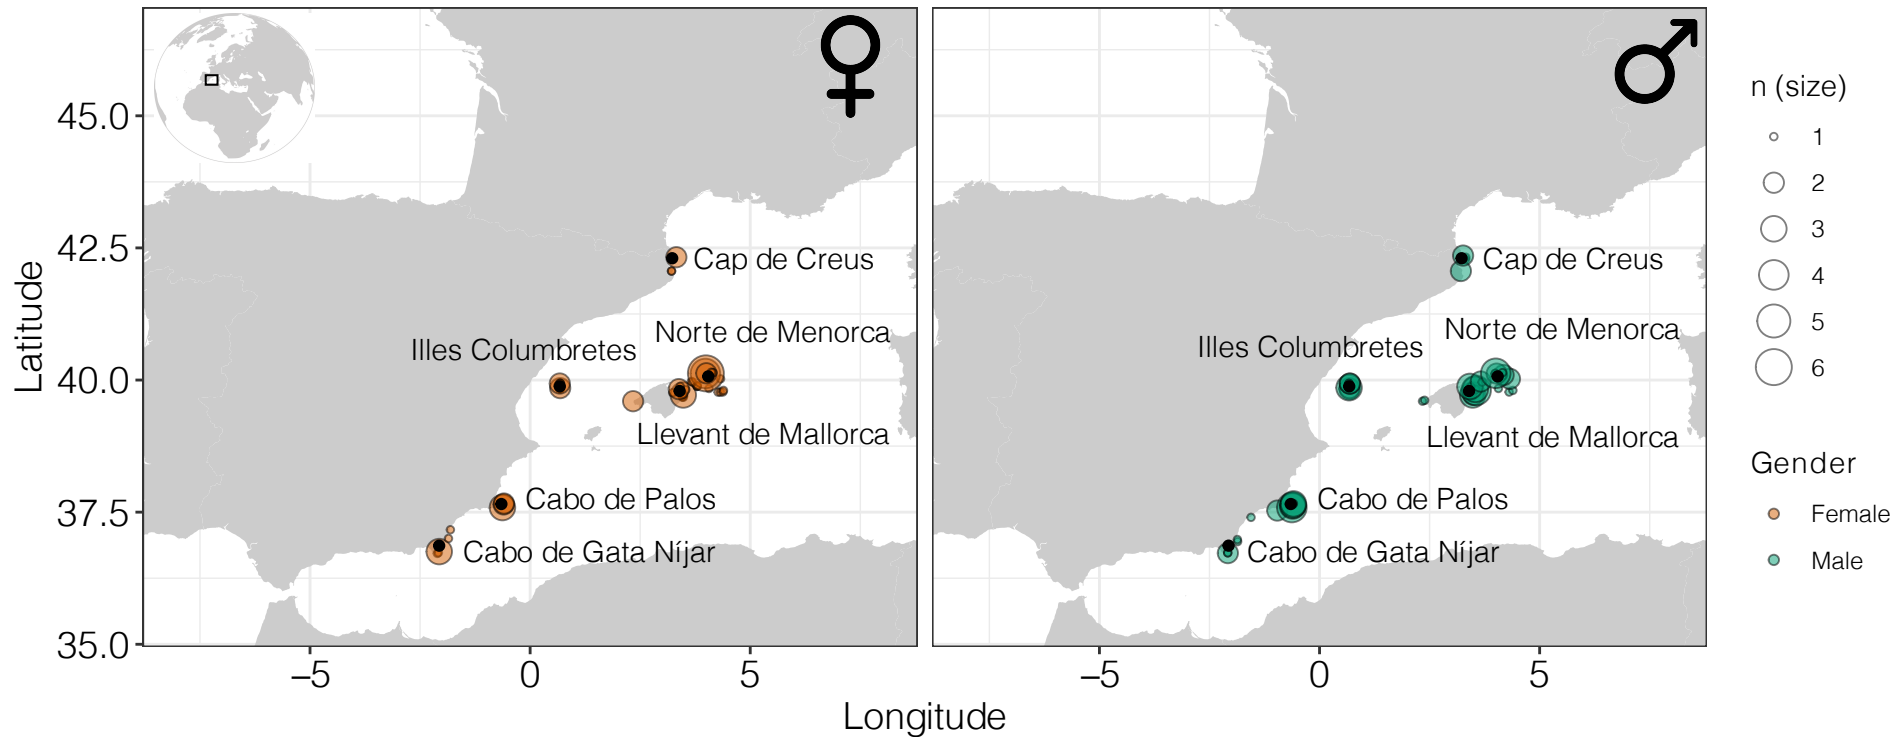 n (size)
45.0
1
2
3
42.5
Cap de Creus
Cap de Creus
4
Latitude
Norte de Menorca
Norte de Menorca
5
Illes Columbretes
Illes Columbretes
40.0
6
Llevant de Mallorca
Llevant de Mallorca
Gender
37.5
Cabo de Palos
Cabo de Palos
Female
Cabo de Gata Níjar
Cabo de Gata Níjar
Male
35.0
−5
0
5
−5
0
5
Longitude